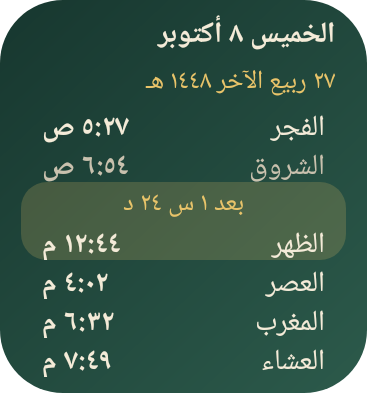 الخميس ٨ أكتوبر
٢٧ ربيع الآخر ١٤٤٨ هـ
الفجر ٥:٢٧ ص
الشروق ٦:٥٤ ص
بعد ١ س ٢٤ د
الظهر ١٢:٤٤ م
العصر ٤:٠٢ م
المغرب ٦:٣٢ م
العشاء ٧:٤٩ م